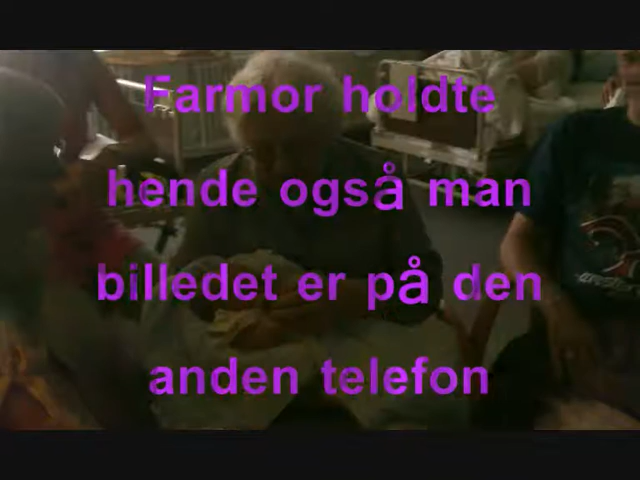 Farmor holdte
hende også man
billedet er på den
anden telefon